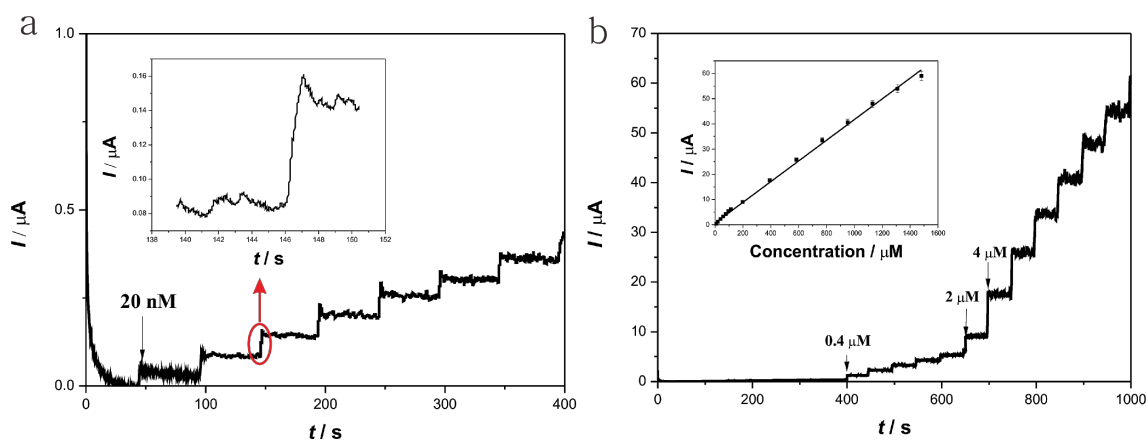 a
1.0
0.5
0.0
I / μA
0 100 200 300 400
t / s
20 nM
0.16
0.14
0.12
0.10
0.08
I / μA
138 140 142 144 146 148 150 152
t / s
b
70
60
50
40
30
20
10
0
I / μA
0 200 400 600 800 1000
t / s
0.4 μM
2 μM
4 μM
60
50
40
30
20
10
0
I / μA
0 200 400 600 800 1000 1200 1400 1600
Concentration / μM